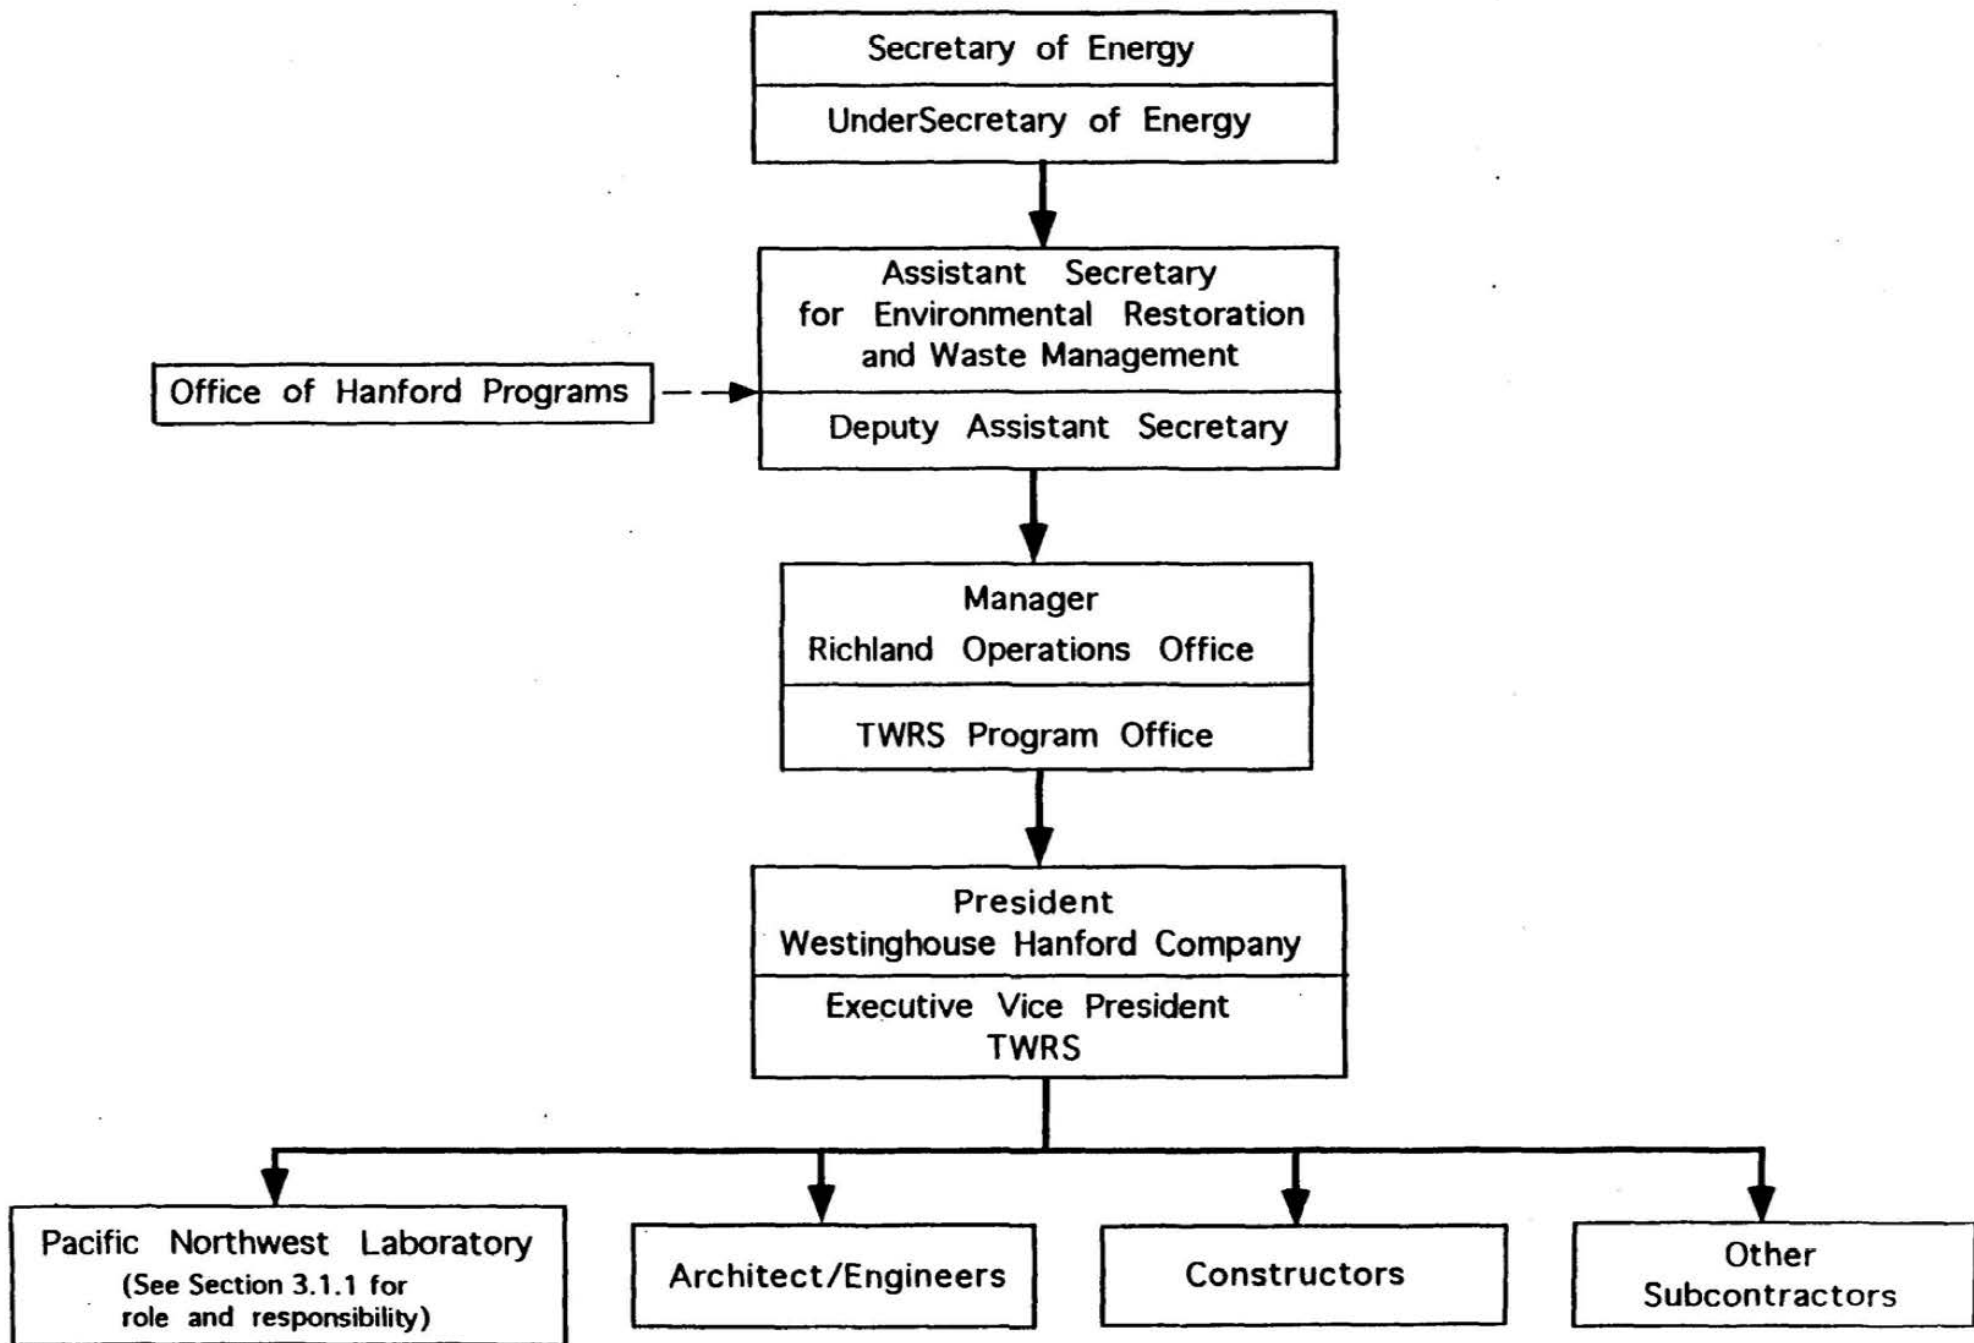 Secretary of Energy
UnderSecretary of Energy
Assistant Secretary
for Environmental Restoration
and Waste Management
Office of Hanford Programs
Deputy Assistant Secretary
Manager
Richland Operations Office
TWRS Program Office
President
Westinghouse Hanford Company
Executive Vice President
TWRS
Pacific Northwest Laboratory
(See Section 3.1.1 for
role and responsibility)
Architect/Engineers
Constructors
Other
Subcontractors